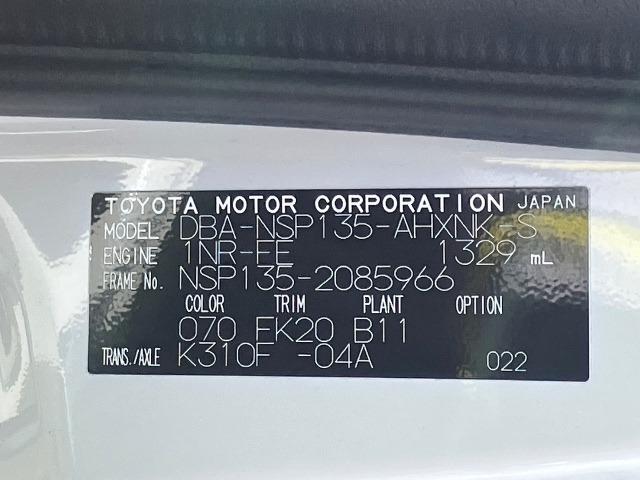 TOYOTA MOTOR CORPORATION JAPAN
MODEL DBA-NSP135-AHXNK-S
ENGINE 1NR-FE 1329 mL
FRAME No. NSP135-2085966
COLOR TRIM PLANT OPTION
070 FK20 B11
TRANS./AXLE K310F -04A 022